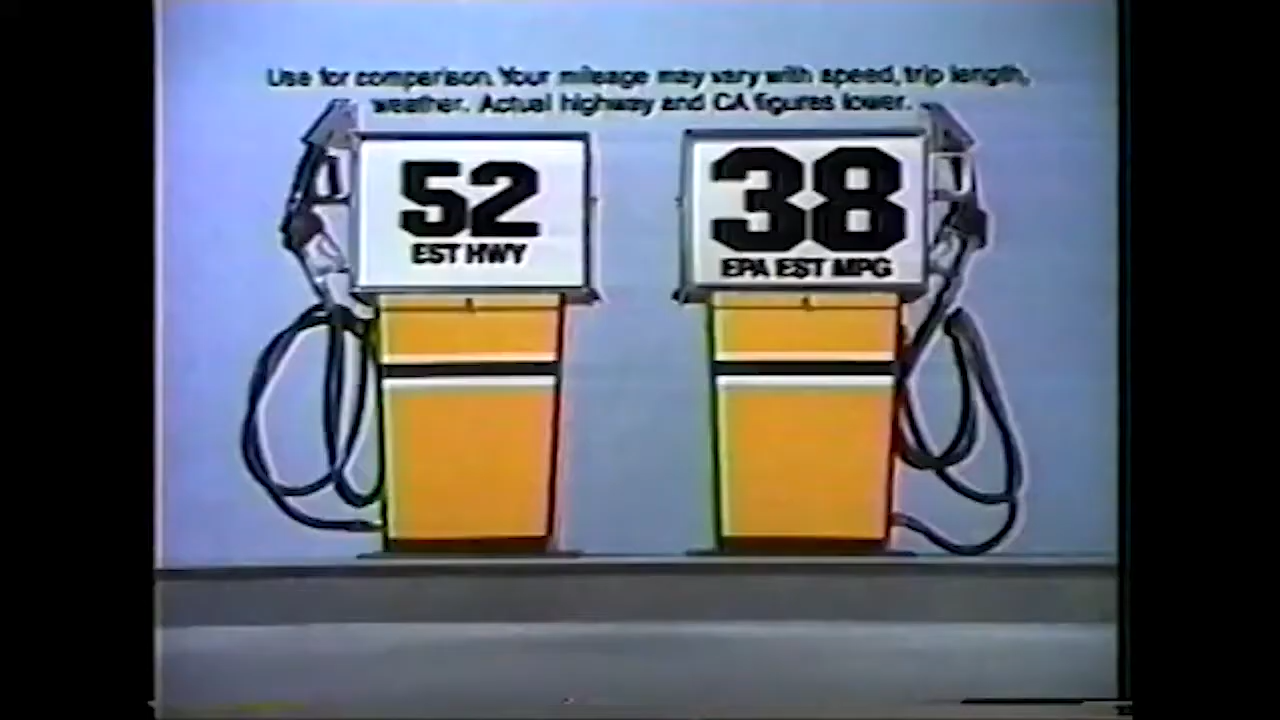 Use for comparison. Your mileage may vary with speed, trip length,
weather. Actual highway and CA figures lower.
52
EST HWY
38
EPA EST MPG